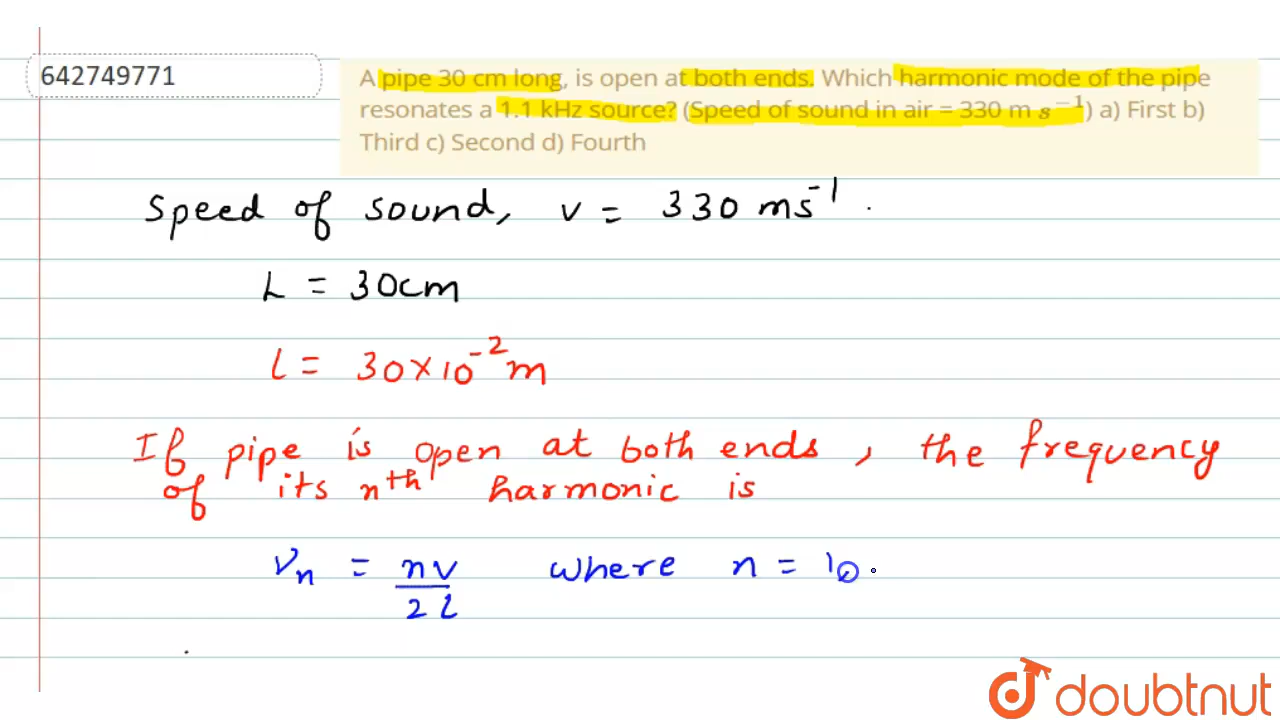 642749771
A pipe 30 cm long, is open at both ends. Which harmonic mode of the pipe
resonates a 1.1 kHz source? (Speed of sound in air = 330 m s⁻¹) a) First b)
Third c) Second d) Fourth
Speed of sound, v = 330 ms⁻¹.
L = 30cm
l = 30×10⁻² m
If pipe is open at both ends, the frequency
of its nᵗʰ harmonic is
νₙ = nv/2l where n = 10
doubtnut